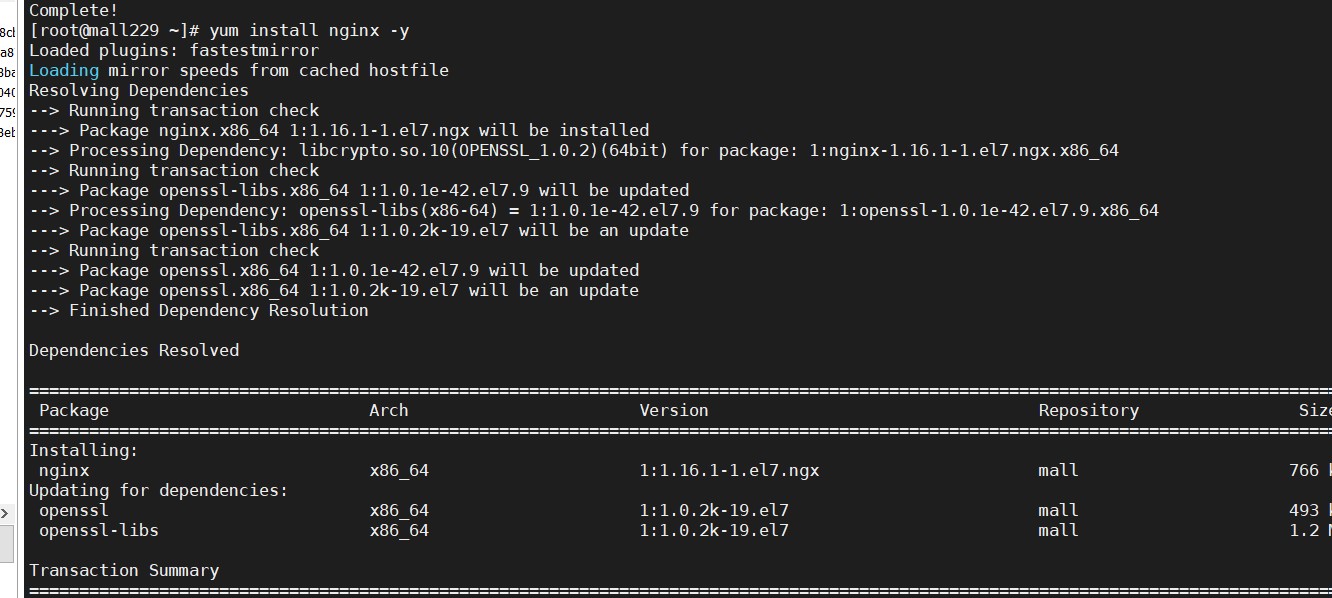 Complete!
[root@mall229 ~]# yum install nginx -y
Loaded plugins: fastestmirror
Loading mirror speeds from cached hostfile
Resolving Dependencies
--> Running transaction check
---> Package nginx.x86_64 1:1.16.1-1.el7.ngx will be installed
--> Processing Dependency: libcrypto.so.10(OPENSSL_1.0.2)(64bit) for package: 1:nginx-1.16.1-1.el7.ngx.x86_64
--> Running transaction check
---> Package openssl-libs.x86_64 1:1.0.1e-42.el7.9 will be updated
--> Processing Dependency: openssl-libs(x86-64) = 1:1.0.1e-42.el7.9 for package: 1:openssl-1.0.1e-42.el7.9.x86_64
---> Package openssl-libs.x86_64 1:1.0.2k-19.el7 will be an update
--> Running transaction check
---> Package openssl.x86_64 1:1.0.1e-42.el7.9 will be updated
---> Package openssl.x86_64 1:1.0.2k-19.el7 will be an update
--> Finished Dependency Resolution
Dependencies Resolved
Package Arch Version Repository Size
Installing:
nginx x86_64 1:1.16.1-1.el7.ngx mall 766
Updating for dependencies:
openssl x86_64 1:1.0.2k-19.el7 mall 493
openssl-libs x86_64 1:1.0.2k-19.el7 mall 1.2
Transaction Summary